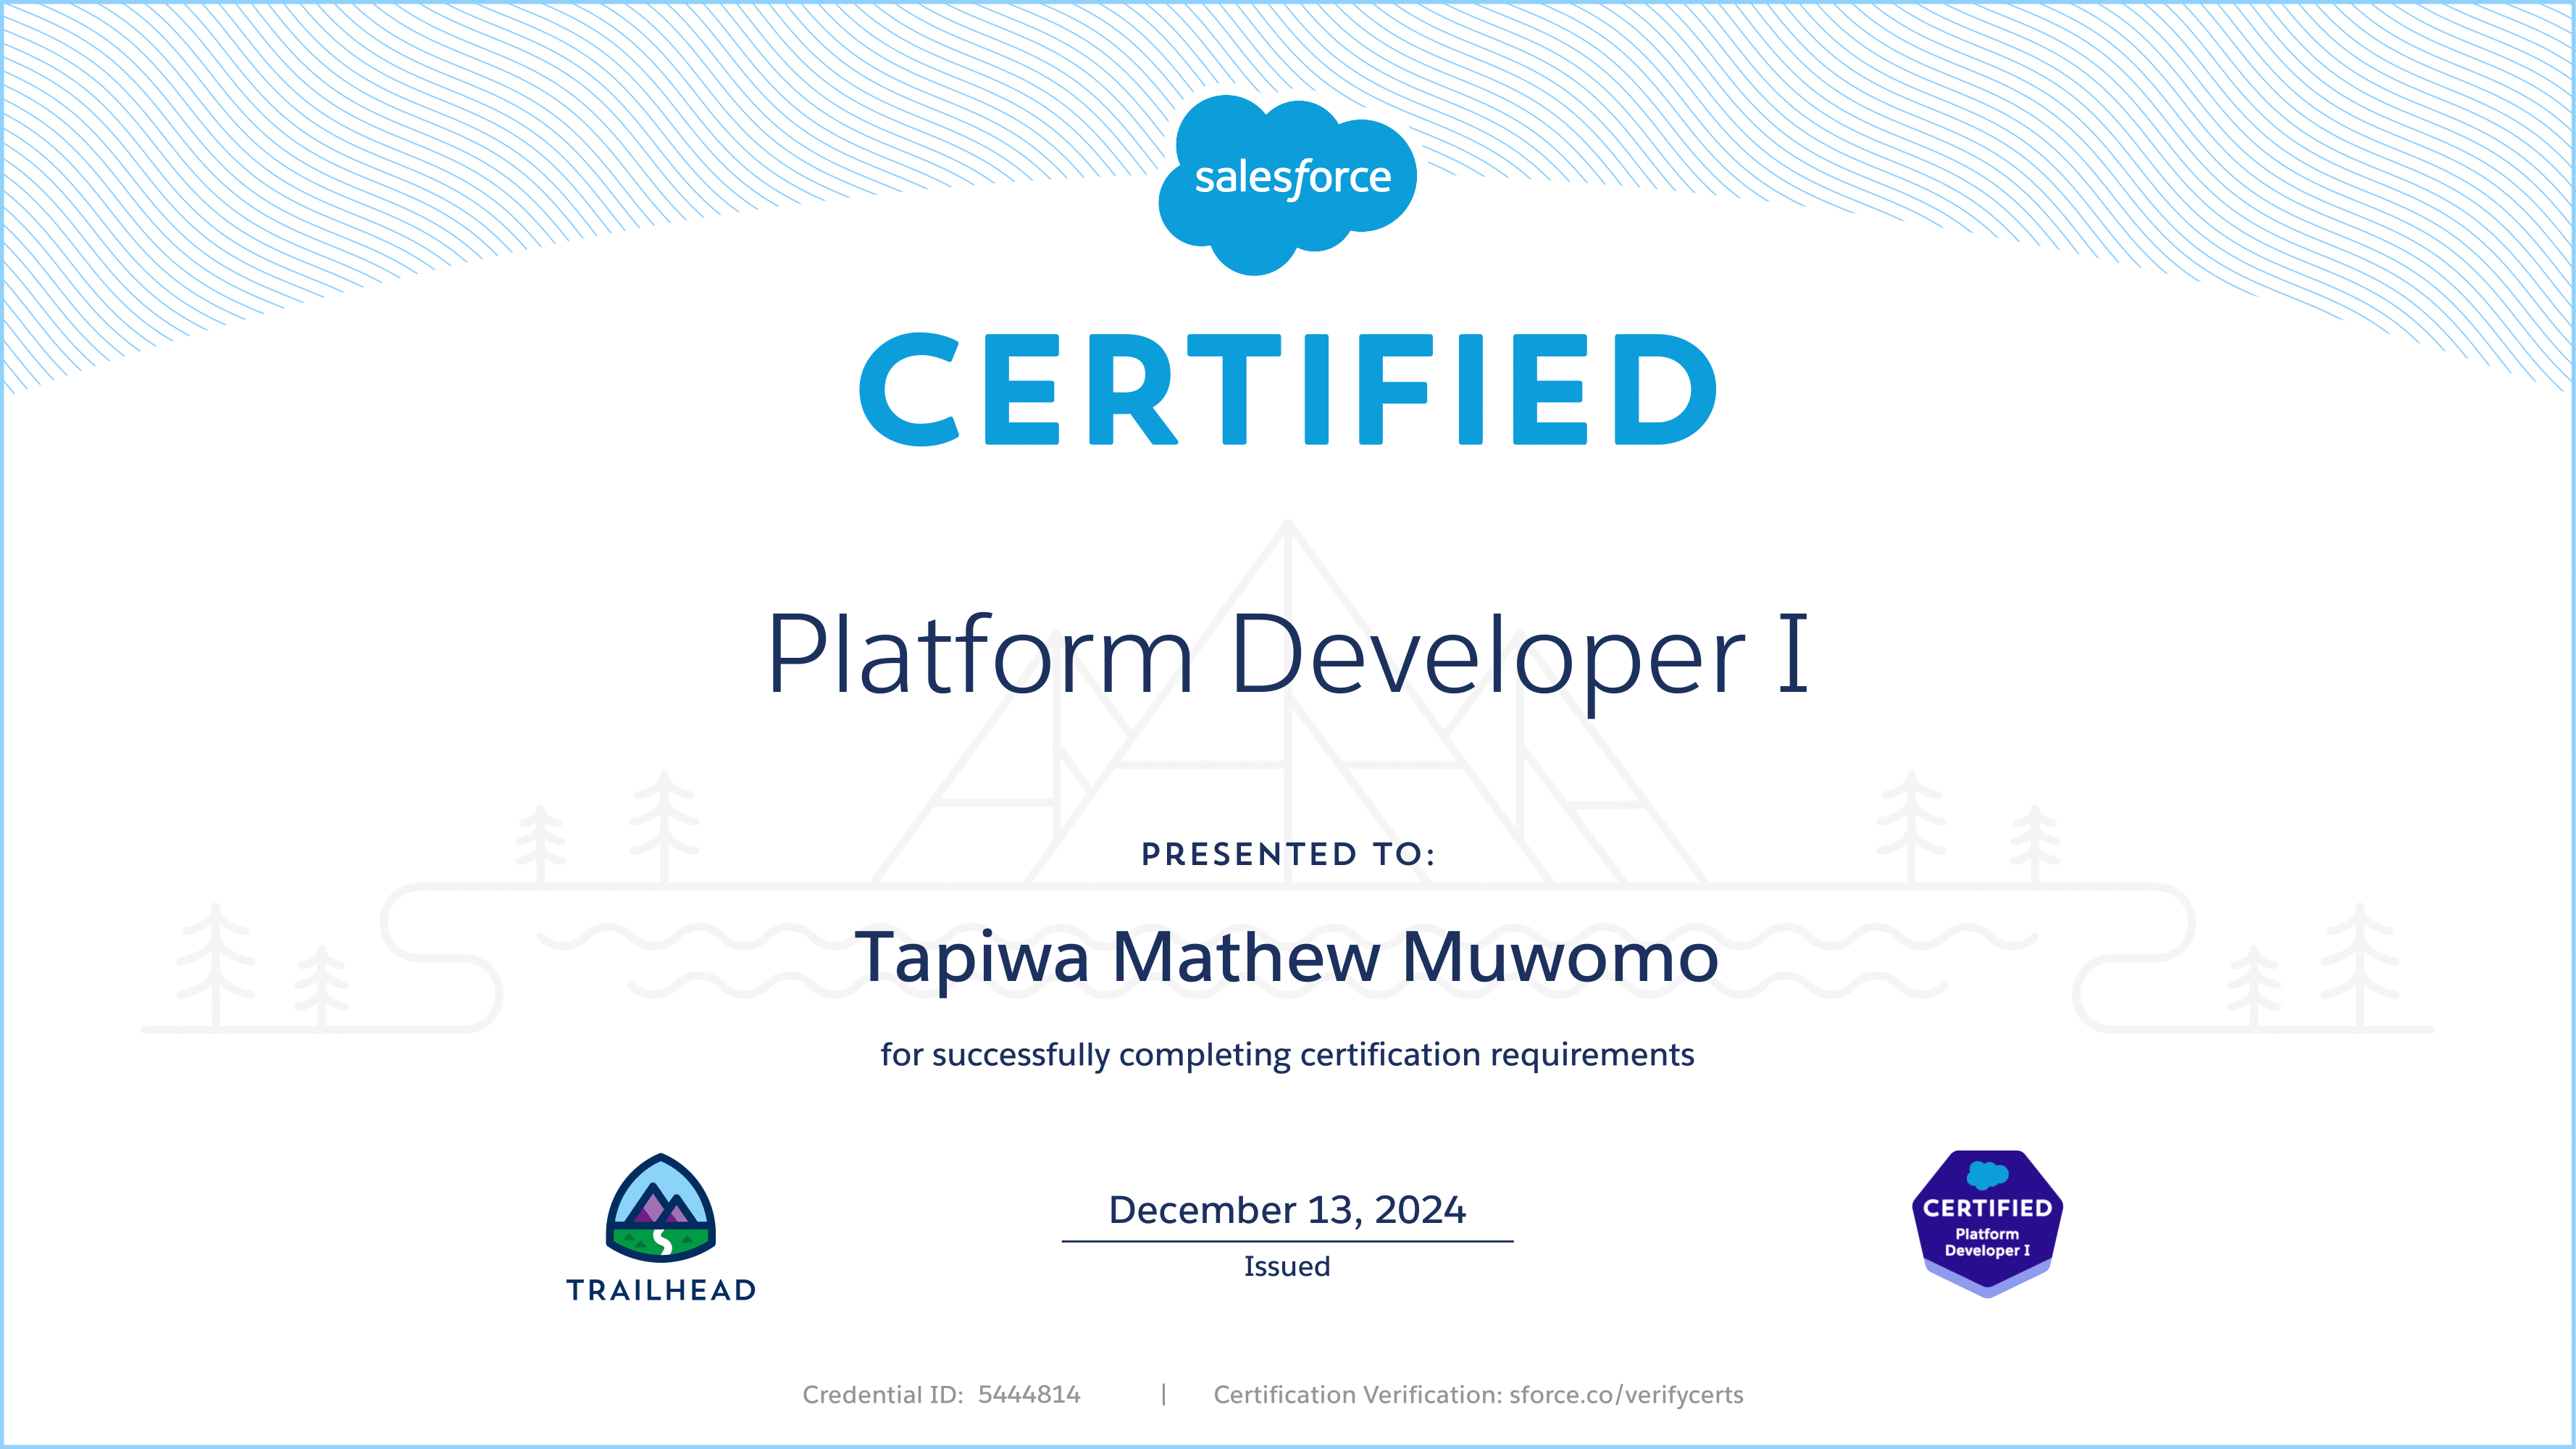 salesforce
CERTIFIED
Platform Developer I
PRESENTED TO:
Tapiwa Mathew Muwomo
for successfully completing certification requirements
TRAILHEAD
December 13, 2024
Issued
CERTIFIED
Platform
Developer I
Credential ID: 5444814 | Certification Verification: sforce.co/verifycerts